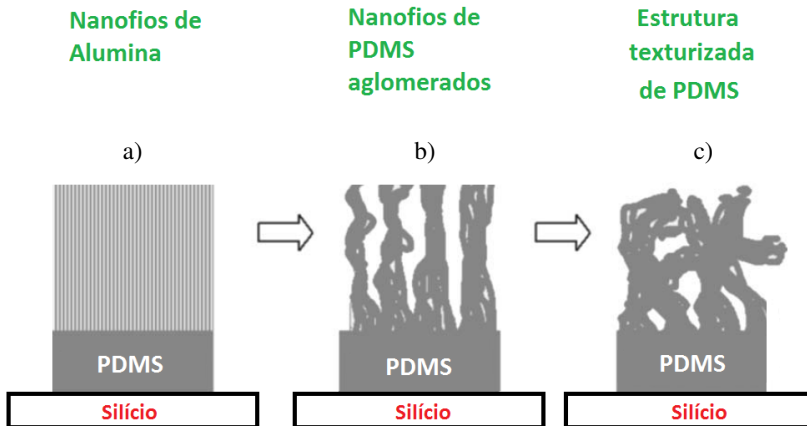 Nanofios de
Alumina
Nanofios de
PDMS
aglomerados
Estrutura
texturizada
de PDMS
a)
b)
c)
PDMS
PDMS
PDMS
Silício
Silício
Silício